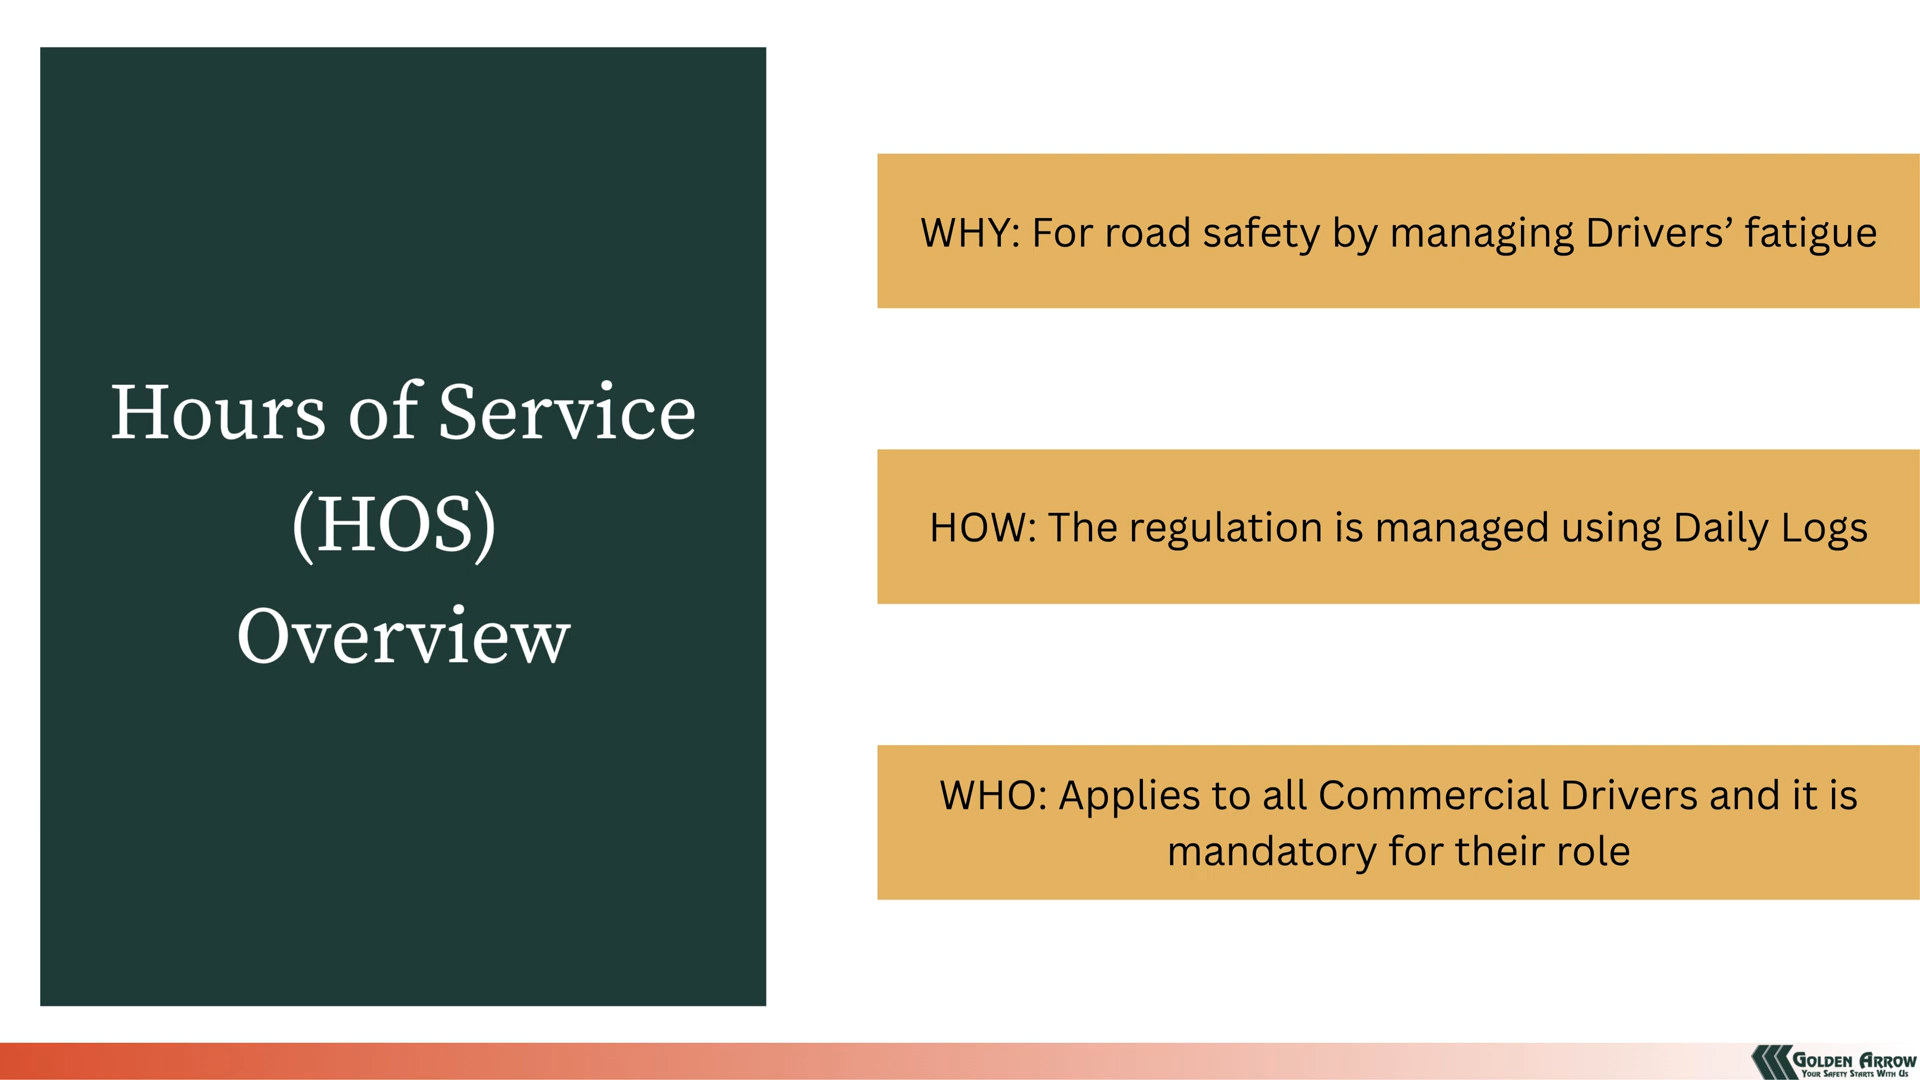 Hours of Service
(HOS)
Overview
WHY: For road safety by managing Drivers’ fatigue
HOW: The regulation is managed using Daily Logs
WHO: Applies to all Commercial Drivers and it is
mandatory for their role
GOLDEN ARROW
YOUR SAFETY STARTS WITH US